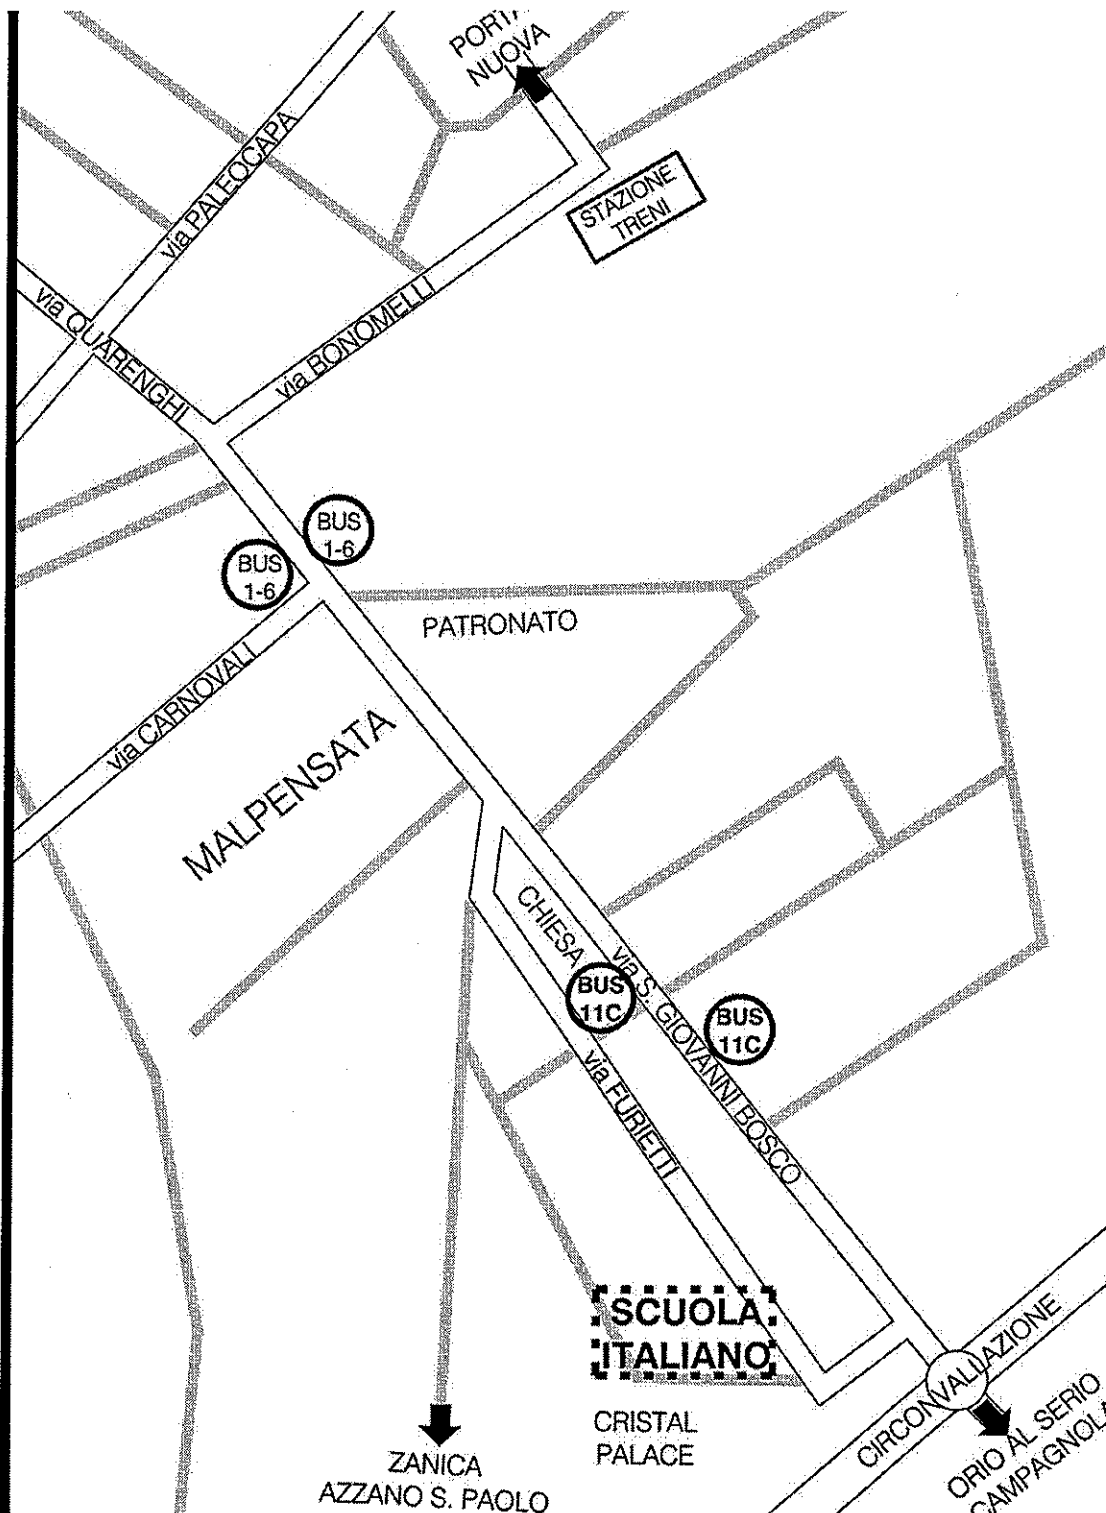 PORTA
NUOVA
via PALEOCAPA
STAZIONE
TRENI
via QUARENGHI
via BONOMELLI
BUS
1-6
BUS
1-6
PATRONATO
via CARNOVALI
MALPENSATA
CHIESA
via S. GIOVANNI BOSCO
BUS
11C
BUS
11C
via FURIETTI
SCUOLA
ITALIANO
CIRCONVALLAZIONE
CRISTAL
PALACE
ORIO AL SERIO
CAMPAGNOLA
ZANICA
AZZANO S. PAOLO